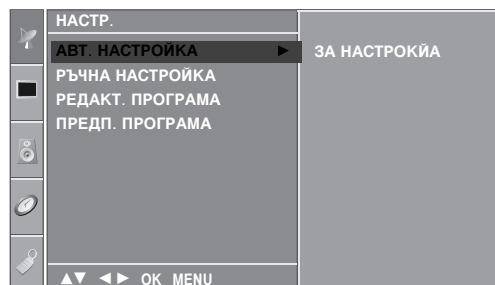 НАСТР.
АВТ. НАСТРОЙКА ► ЗА НАСТРОКЙА
РЪЧНА НАСТРОЙКА
РЕДАКТ. ПРОГРАМА
ПРЕДП. ПРОГРАМА
▲▼ ◄► OK MENU